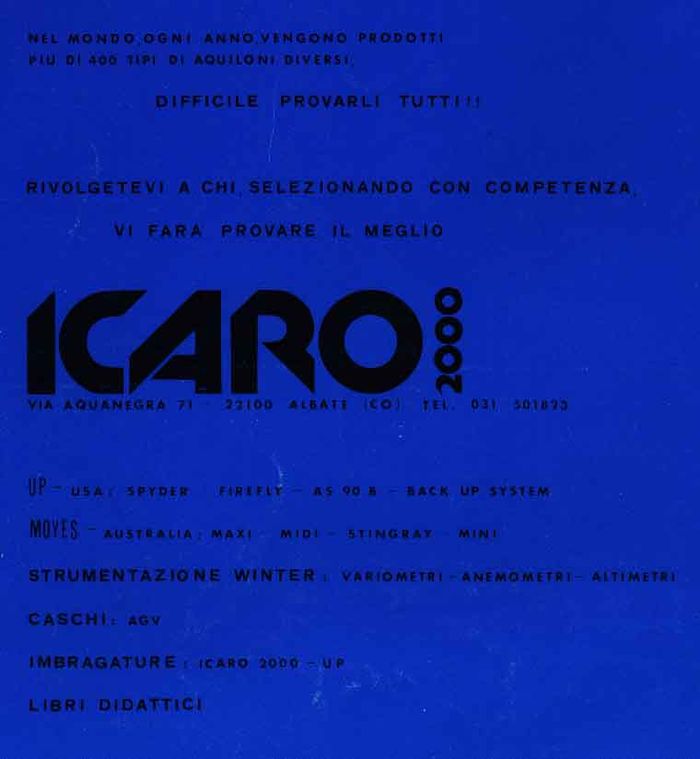 NEL MONDO, OGNI ANNO, VENGONO PRODOTTI
PIU DI 400 TIPI DI AQUILONI DIVERSI,
DIFFICILE PROVARLI TUTTI!!
RIVOLGETEVI A CHI, SELEZIONANDO CON COMPETENZA,
VI FARA PROVARE IL MEGLIO
ICARO 2000
VIA AQUANEGRA 71 - 22100 ALBATE (CO) TEL. 031 501823
UP - USA: SPYDER - FIREFLY - AS 90 B - BACK UP SYSTEM
MOYES - AUSTRALIA: MAXI - MIDI - STINGRAY - MINI
STRUMENTAZIONE WINTER: VARIOMETRI - ANEMOMETRI - ALTIMETRI
CASCHI: AGV
IMBRAGATURE: ICARO 2000 - UP
LIBRI DIDATTICI